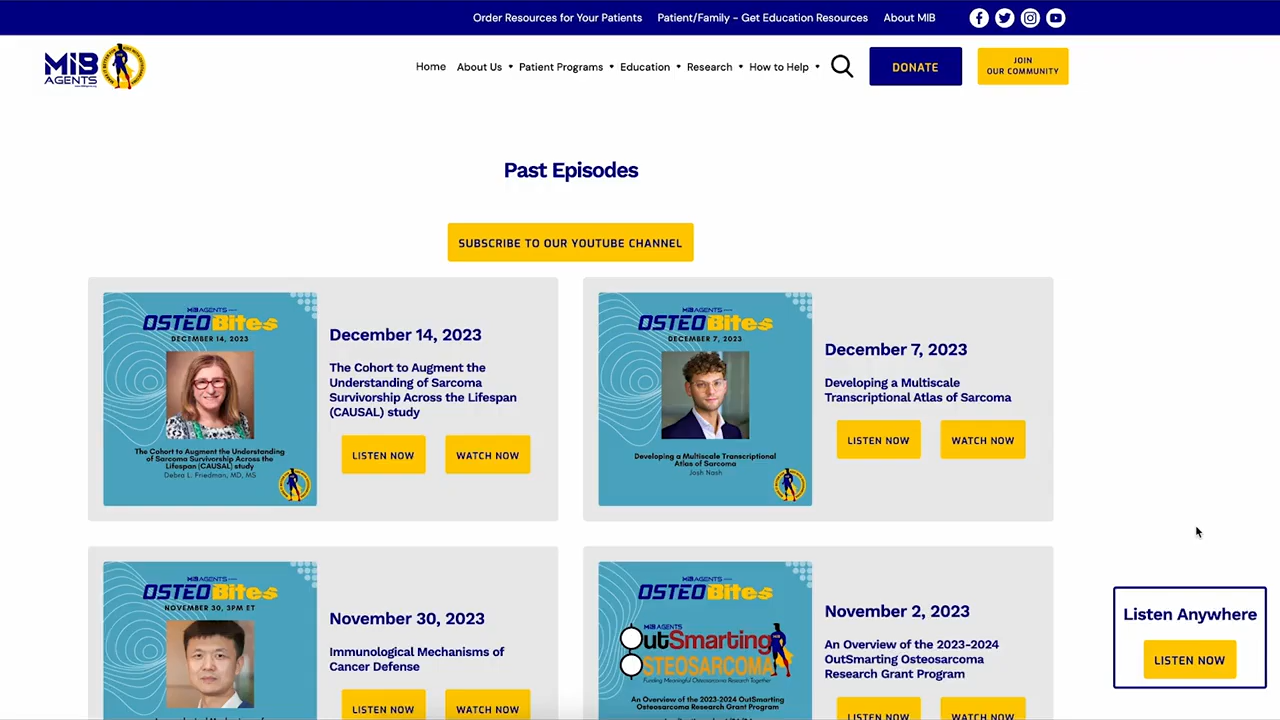 Order Resources for Your Patients Patient/Family - Get Education Resources About MIB
MIB
AGENTS
Home About Us Patient Programs Education Research How to Help
DONATE
JOIN
OUR COMMUNITY
Past Episodes
SUBSCRIBE TO OUR YOUTUBE CHANNEL
MIB AGENTS
OSTEOBites
DECEMBER 14, 2023
The Cohort to Augment the Understanding
of Sarcoma Survivorship Across the
Lifespan (CAUSAL) study
Debra L. Friedman, MD, MS
December 14, 2023
The Cohort to Augment the
Understanding of Sarcoma
Survivorship Across the Lifespan
(CAUSAL) study
LISTEN NOW
WATCH NOW
MIB AGENTS
OSTEOBites
DECEMBER 7, 2023
Developing a Multiscale Transcriptional
Atlas of Sarcoma
Josh Nash
December 7, 2023
Developing a Multiscale
Transcriptional Atlas of Sarcoma
LISTEN NOW
WATCH NOW
MIB AGENTS
OSTEOBites
NOVEMBER 30, 3PM ET
November 30, 2023
Immunological Mechanisms of
Cancer Defense
LISTEN NOW
WATCH NOW
MIB AGENTS
OSTEOBites
MIB AGENTS
OutSmarting
OSTEOSARCOMA
Funding Meaningful Osteosarcoma Research Together
An Overview of the 2023-2024 OutSmarting
Osteosarcoma Research Grant Program
November 2, 2023
An Overview of the 2023-2024
OutSmarting Osteosarcoma
Research Grant Program
LISTEN NOW
WATCH NOW
Listen Anywhere
LISTEN NOW